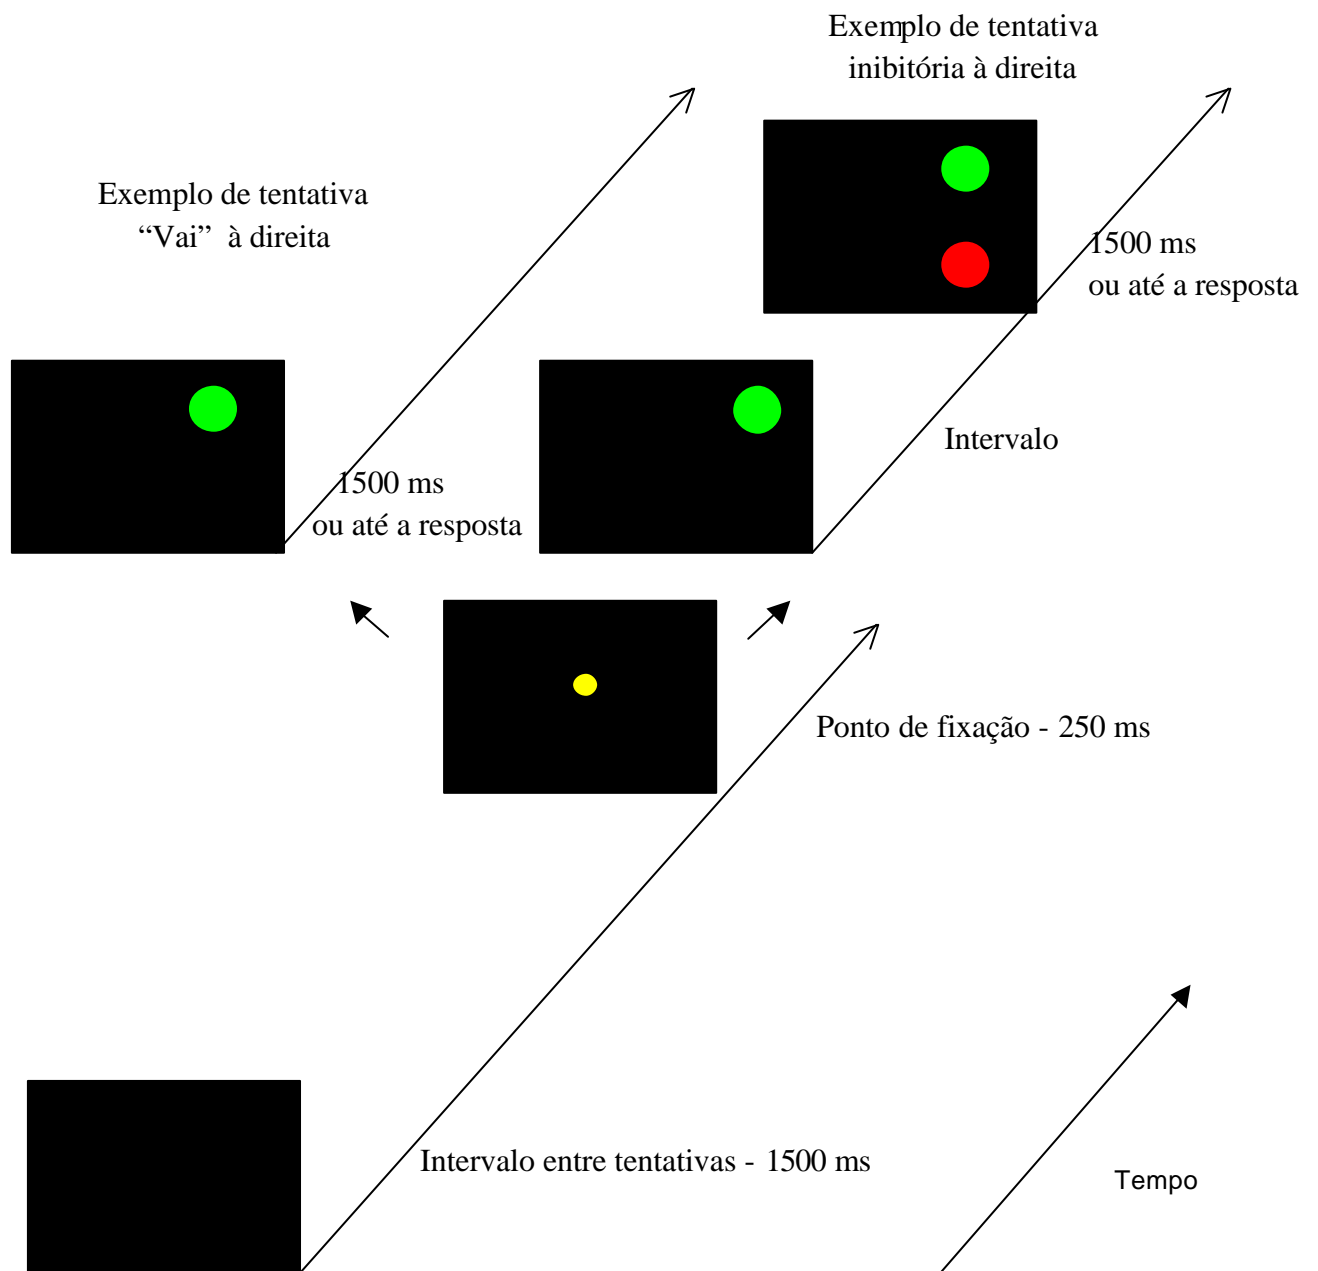 Exemplo de tentativa
inibitória à direita
Exemplo de tentativa
“Vai” à direita
1500 ms
ou até a resposta
Intervalo
1500 ms
ou até a resposta
Ponto de fixação - 250 ms
Intervalo entre tentativas - 1500 ms
Tempo